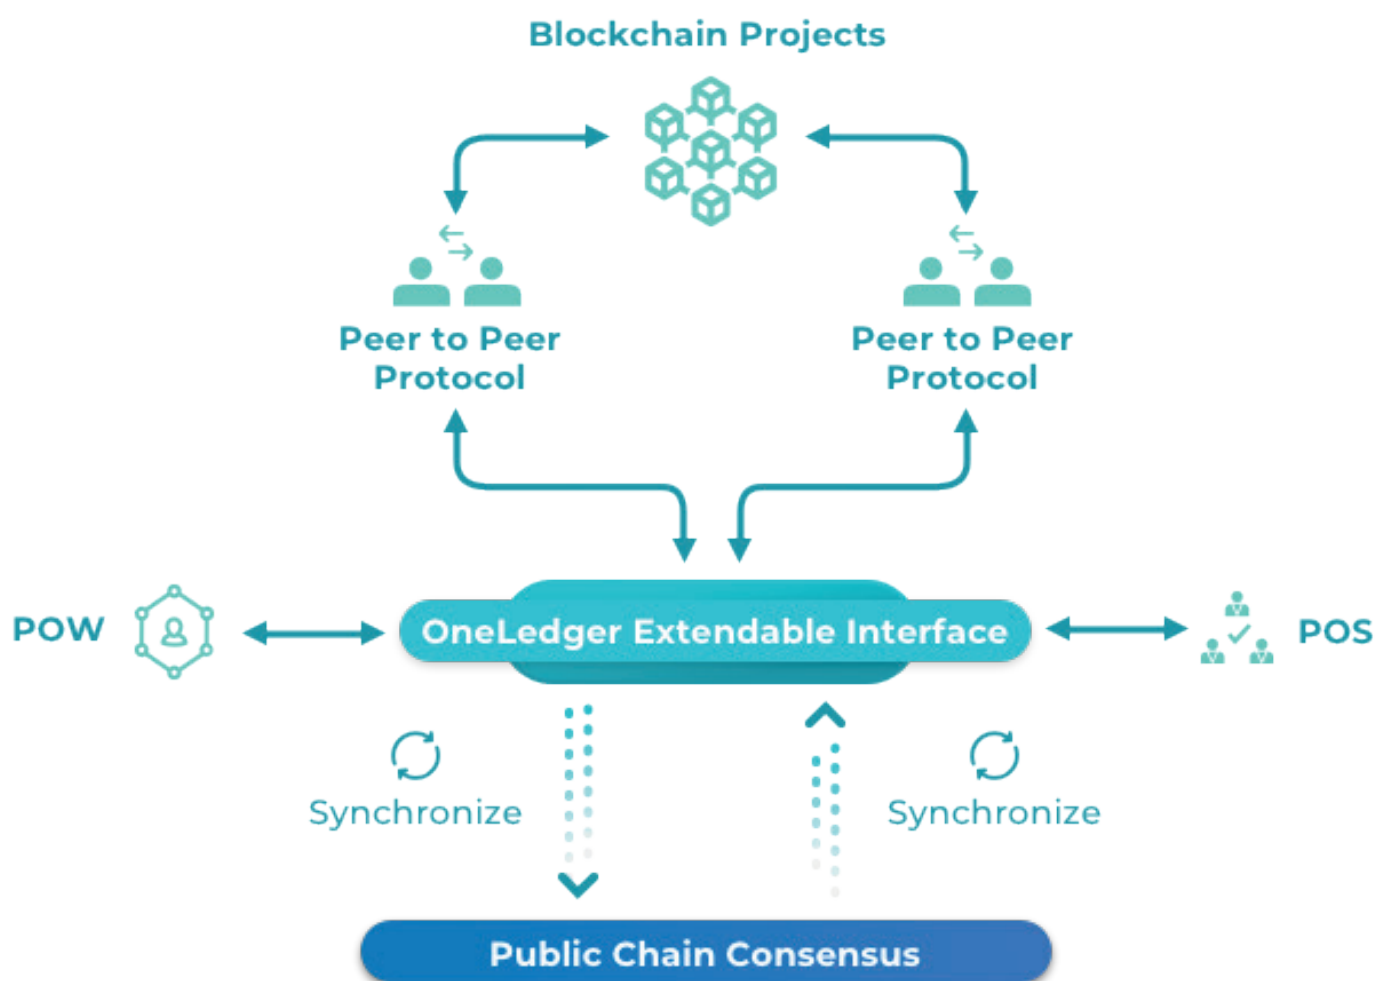 Blockchain Projects
Peer to Peer
Protocol
Peer to Peer
Protocol
POW
OneLedger Extendable Interface
POS
Synchronize
Synchronize
Public Chain Consensus